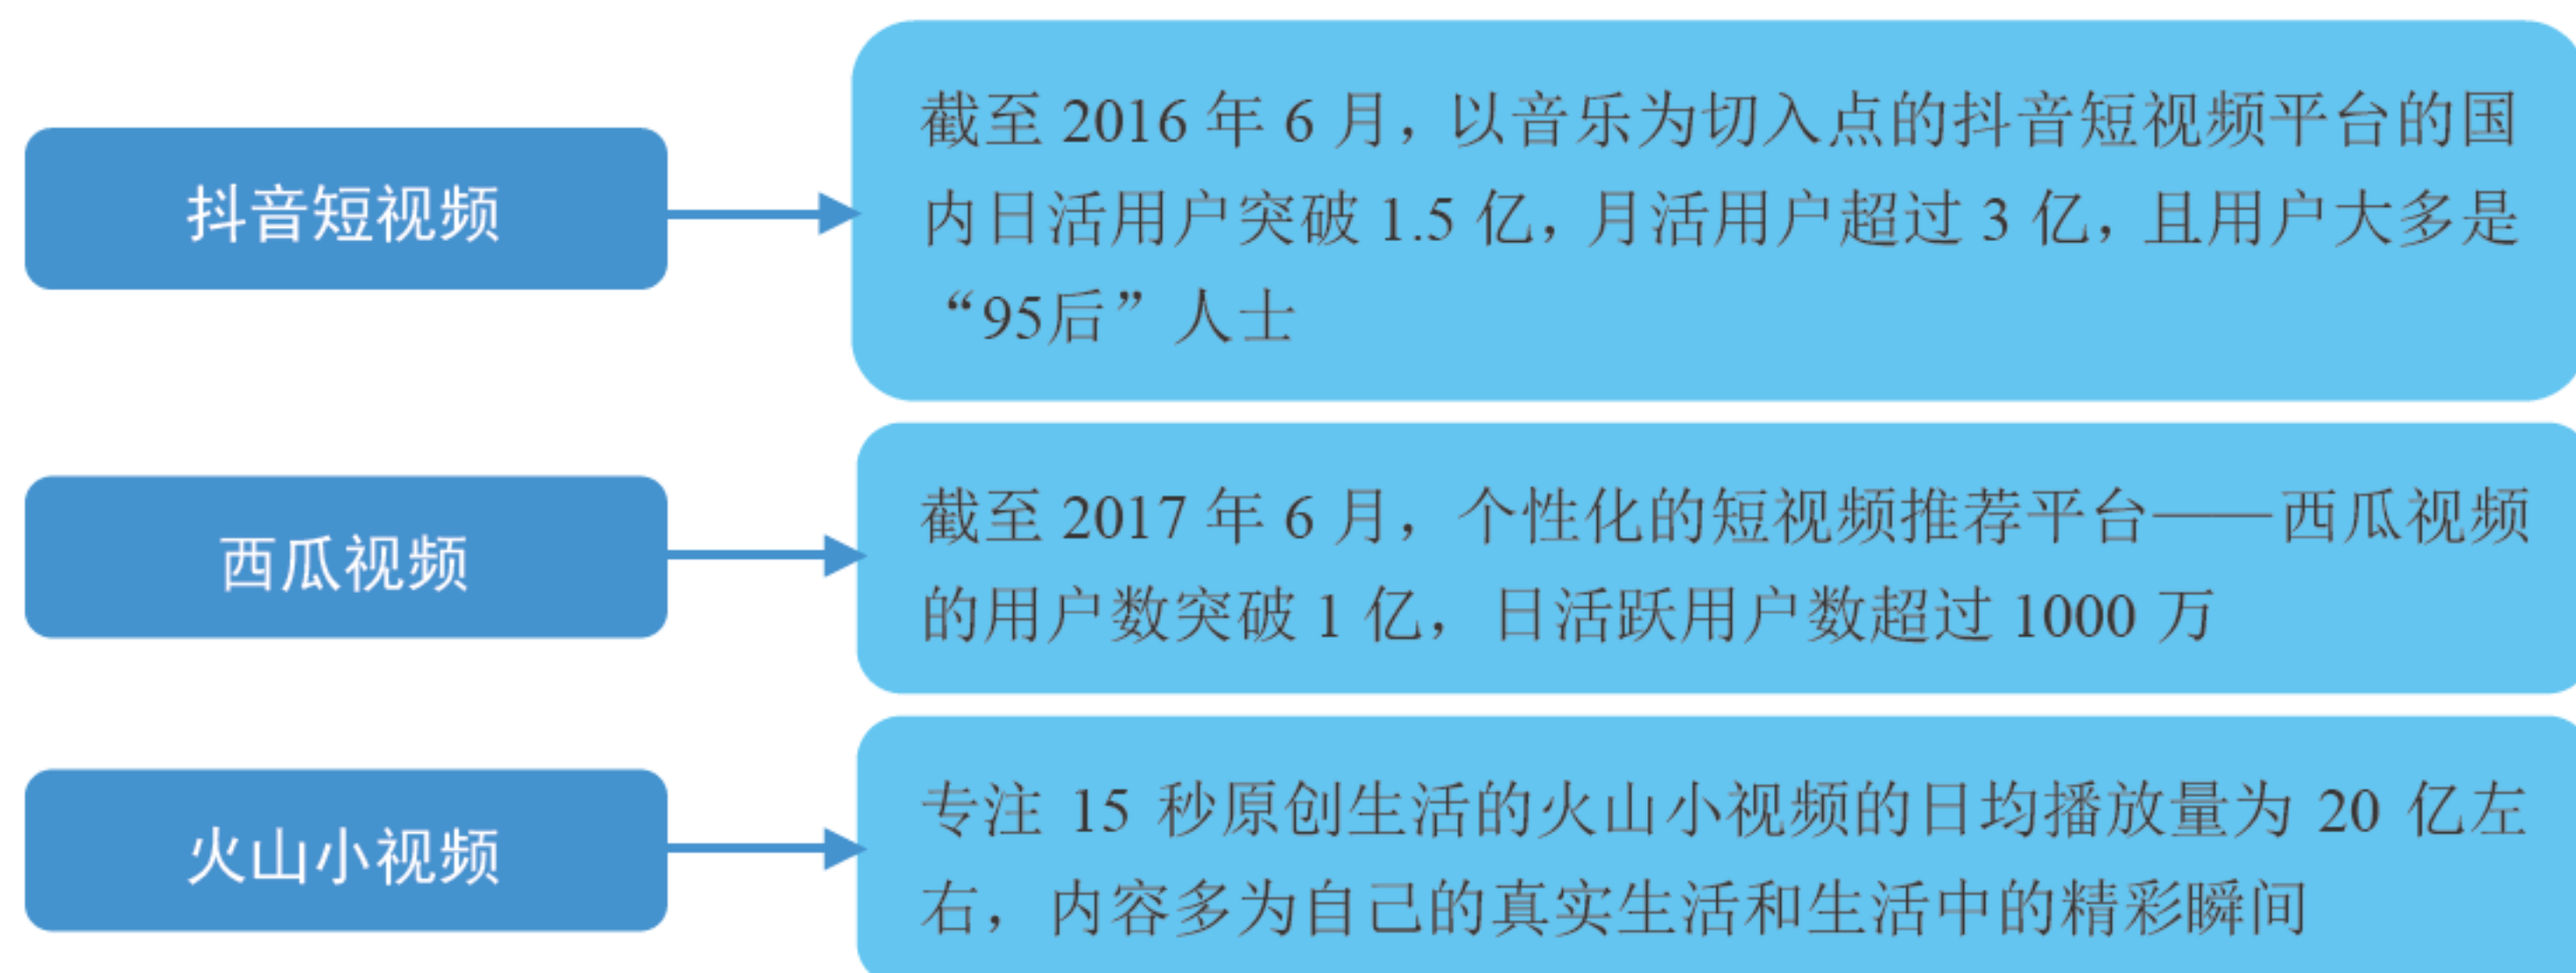 抖音短视频
截至 2016 年 6 月，以音乐为切入点的抖音短视频平台的国
内日活用户突破 1.5 亿，月活用户超过 3 亿，且用户大多是
“95后”人士
西瓜视频
截至 2017 年 6 月，个性化的短视频推荐平台——西瓜视频
的用户数突破 1 亿，日活跃用户数超过 1000 万
火山小视频
专注 15 秒原创生活的火山小视频的日均播放量为 20 亿左
右，内容多为自己的真实生活和生活中的精彩瞬间